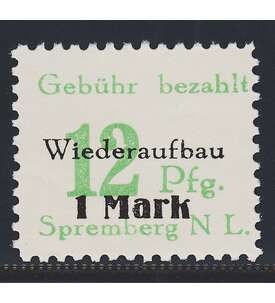 Gebühr bezahlt
Wiederaufbau
12 Pfg.
1 Mark
Spremberg N L.